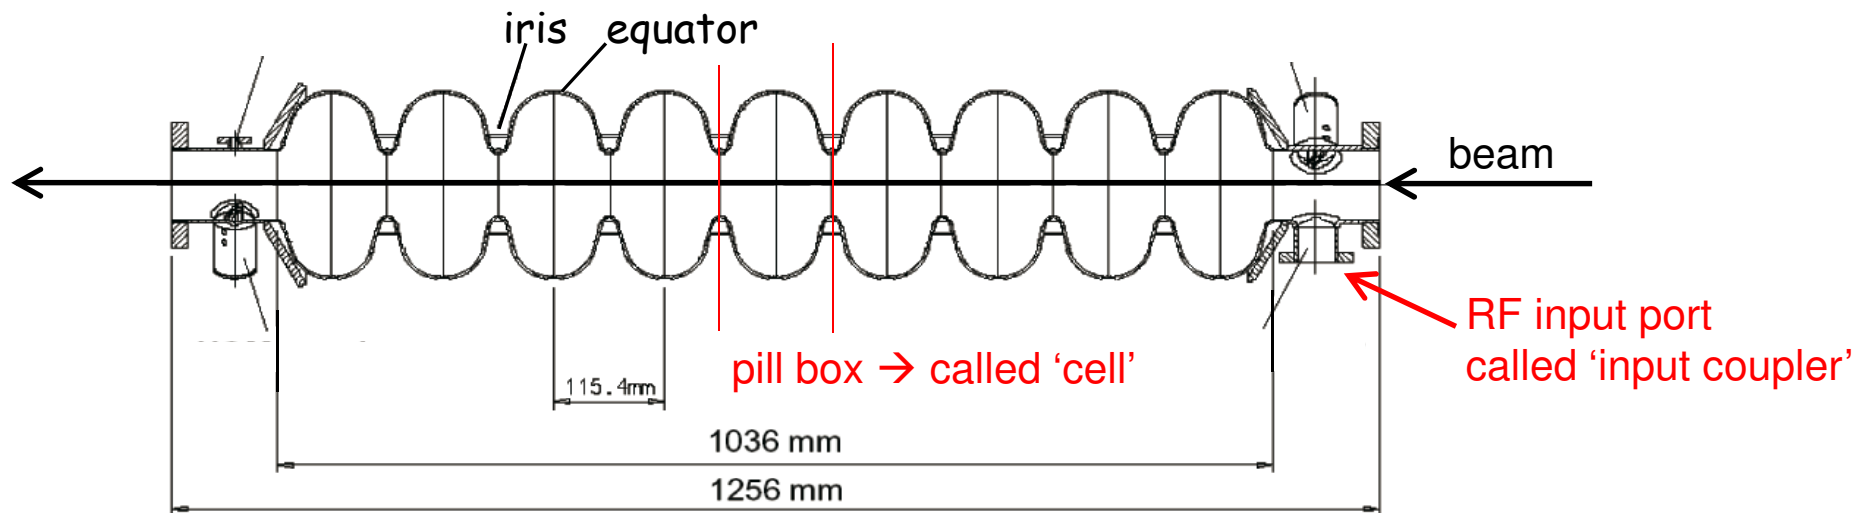 iris equator
beam
RF input port
called ‘input coupler’
pill box → called ‘cell’
115.4mm
1036 mm
1256 mm